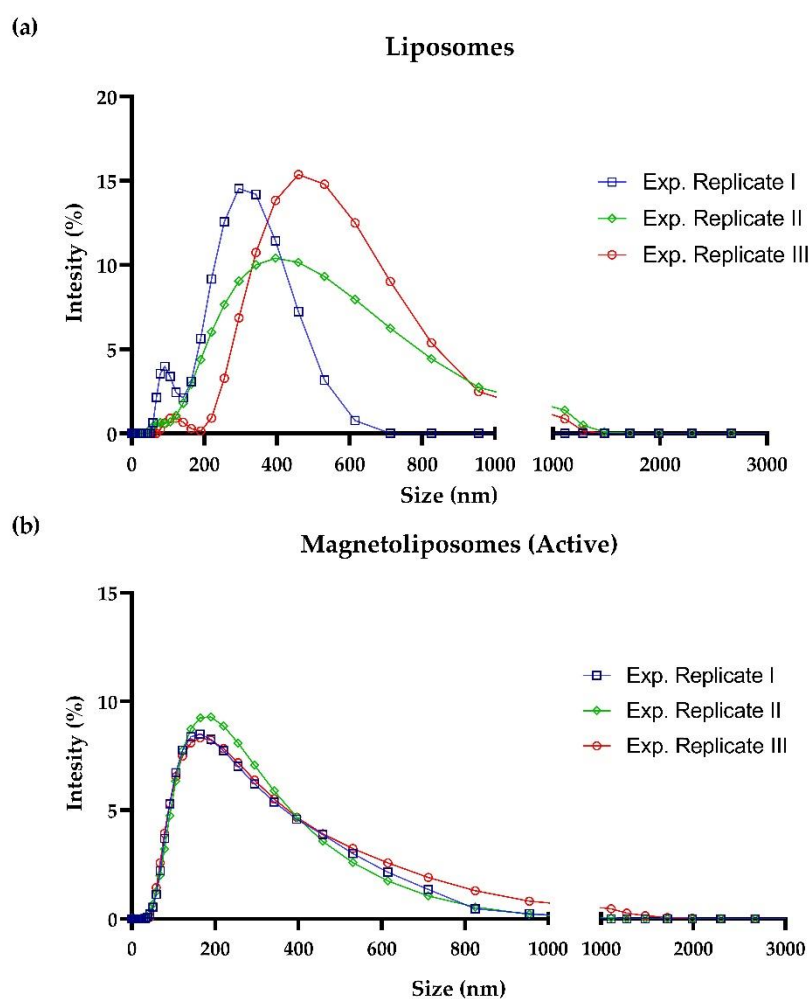 (a)
Liposomes
20
15
10
5
0
Intesity (%)
Exp. Replicate I
Exp. Replicate II
Exp. Replicate III
0 200 400 600 800 1000 1000 2000 3000
Size (nm)
(b)
Magnetoliposomes (Active)
15
10
5
0
Intesity (%)
Exp. Replicate I
Exp. Replicate II
Exp. Replicate III
0 200 400 600 800 1000 1000 2000 3000
Size (nm)